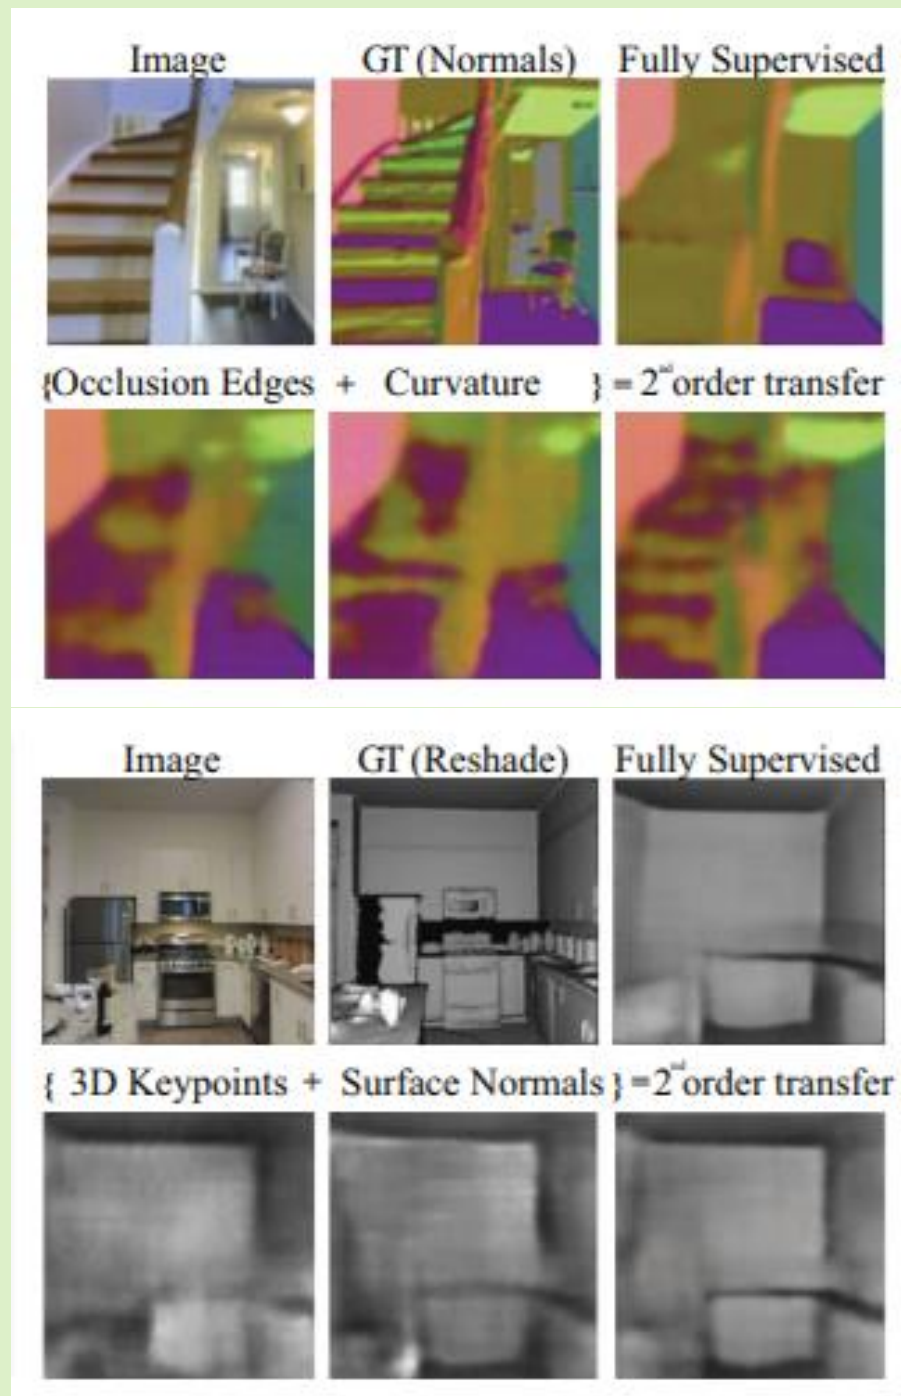 Image GT (Normals) Fully Supervised
{Occlusion Edges + Curvature } = 2nd order transfer
Image GT (Reshade) Fully Supervised
{ 3D Keypoints + Surface Normals } = 2nd order transfer